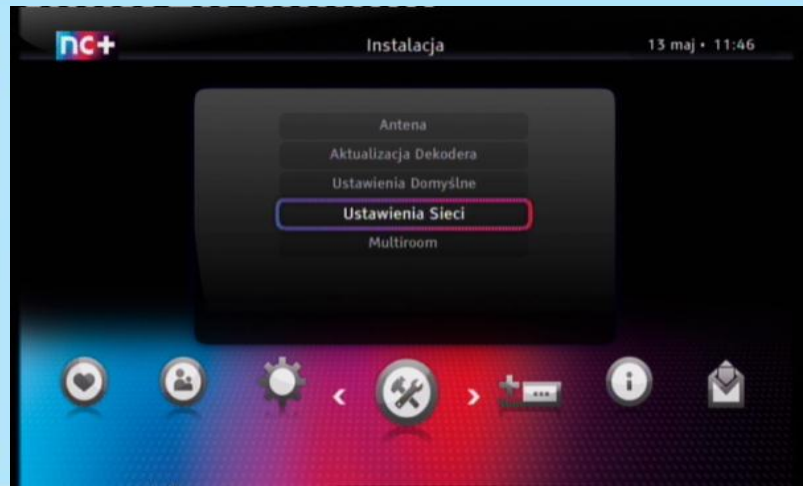 nc+
Instalacja
13 maj • 11:46
Antena
Aktualizacja Dekodera
Ustawienia Domyślne
Ustawienia Sieci
Multiroom